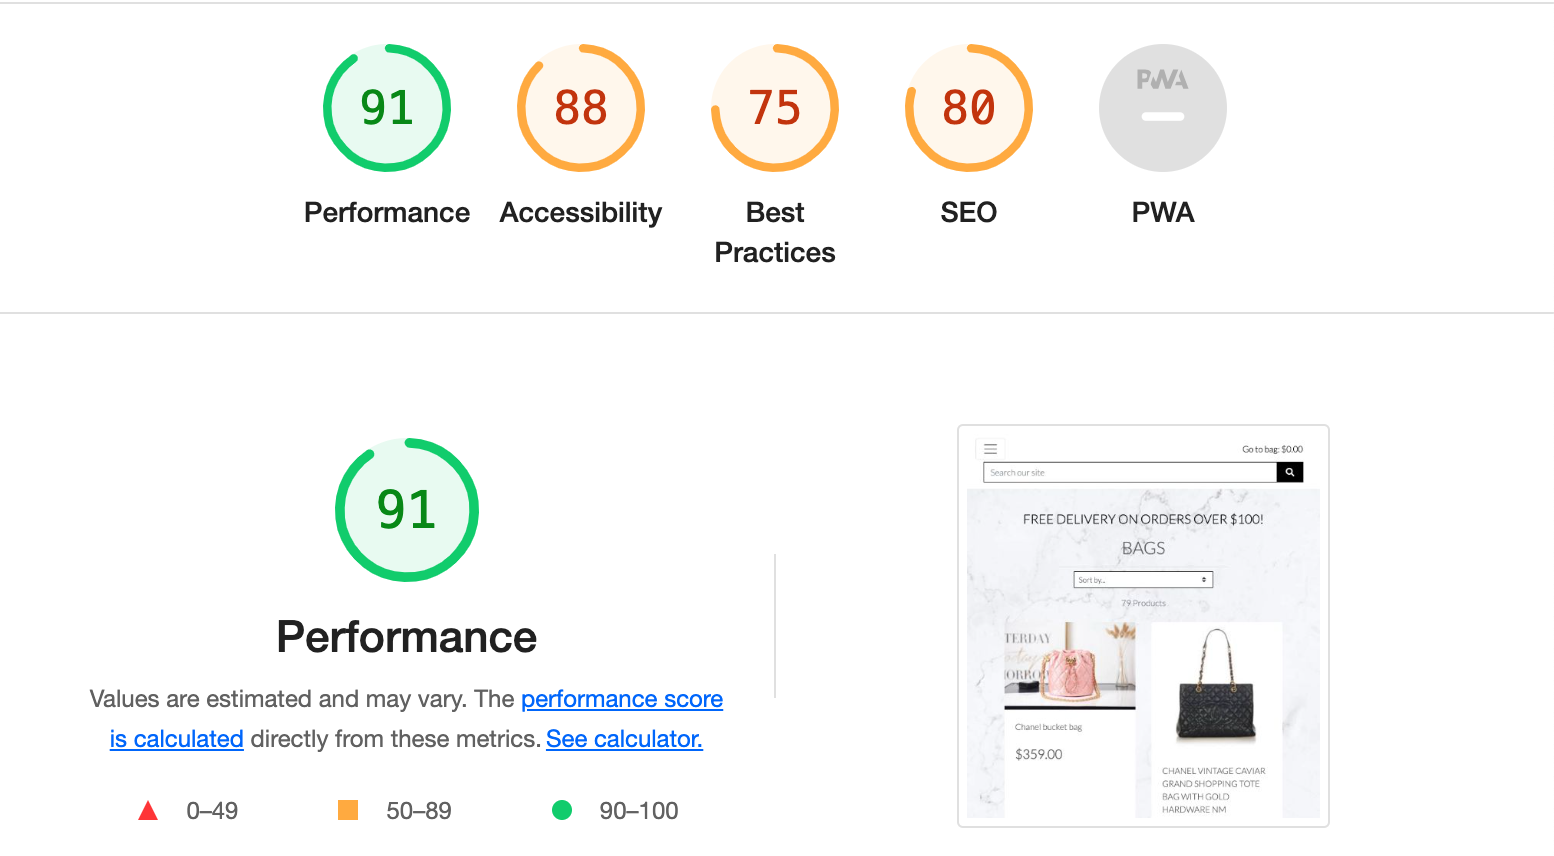 91
88
75
80
PWA
Performance
Accessibility
Best
Practices
SEO
PWA
91
Performance
Values are estimated and may vary. The performance score
is calculated directly from these metrics. See calculator.
0–49
50–89
90–100
Go to bag: $0.00
Search our site
FREE DELIVERY ON ORDERS OVER $100!
BAGS
Sort by...
79 Products
Chanel bucket bag
$359.00
CHANEL VINTAGE CAVIAR
GRAND SHOPPING TOTE
BAG WITH GOLD
HARDWARE NM